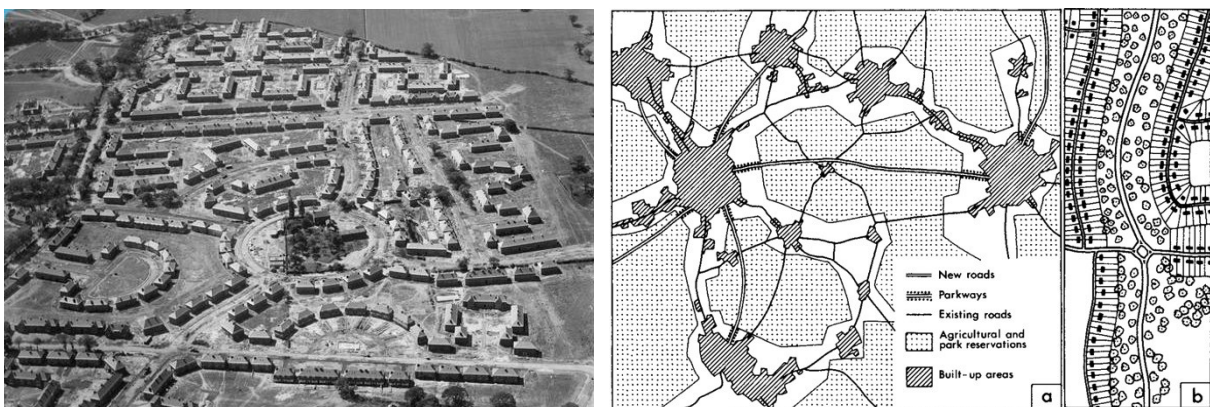 New roads
Parkways
Existing roads
Agricultural and
park reservations
Built-up areas
a
b